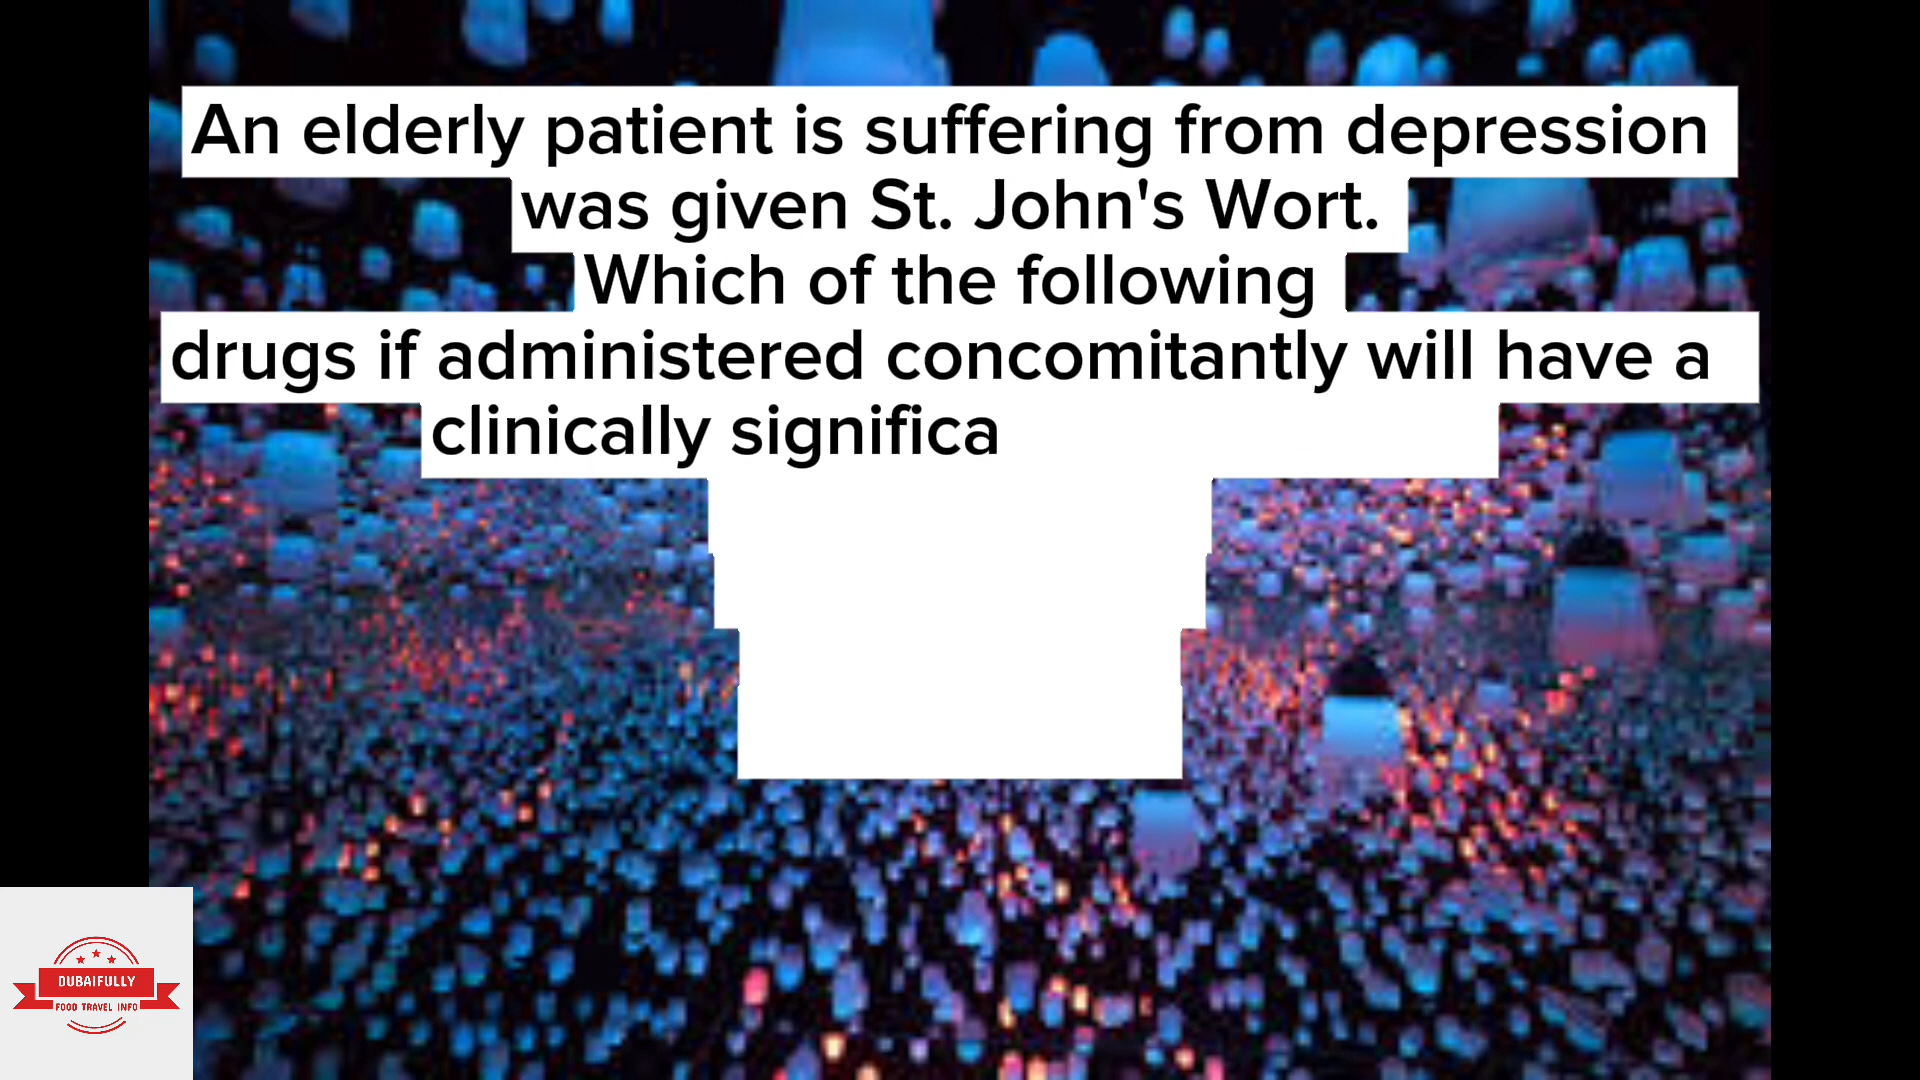 An elderly patient is suffering from depression
was given St. John's Wort.
Which of the following
drugs if administered concomitantly will have a
clinically significa
DUBAIFULLY
FOOD TRAVEL INFO